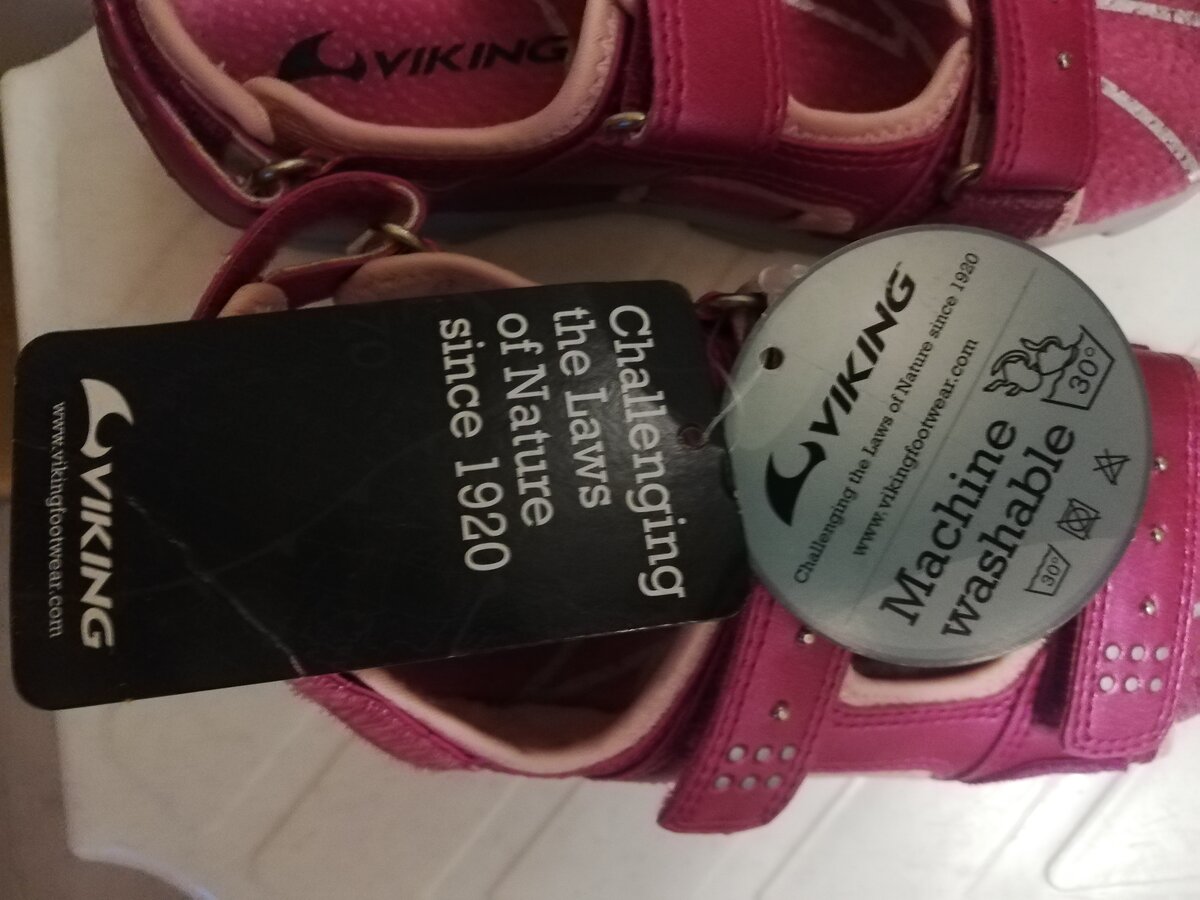 VIKING
Challenging
the Laws
of Nature
since 1920
VIKING
www.vikingfootwear.com
VIKING
Challenging the Laws of Nature since 1920
www.vikingfootwear.com
30°
Machine
washable
30°